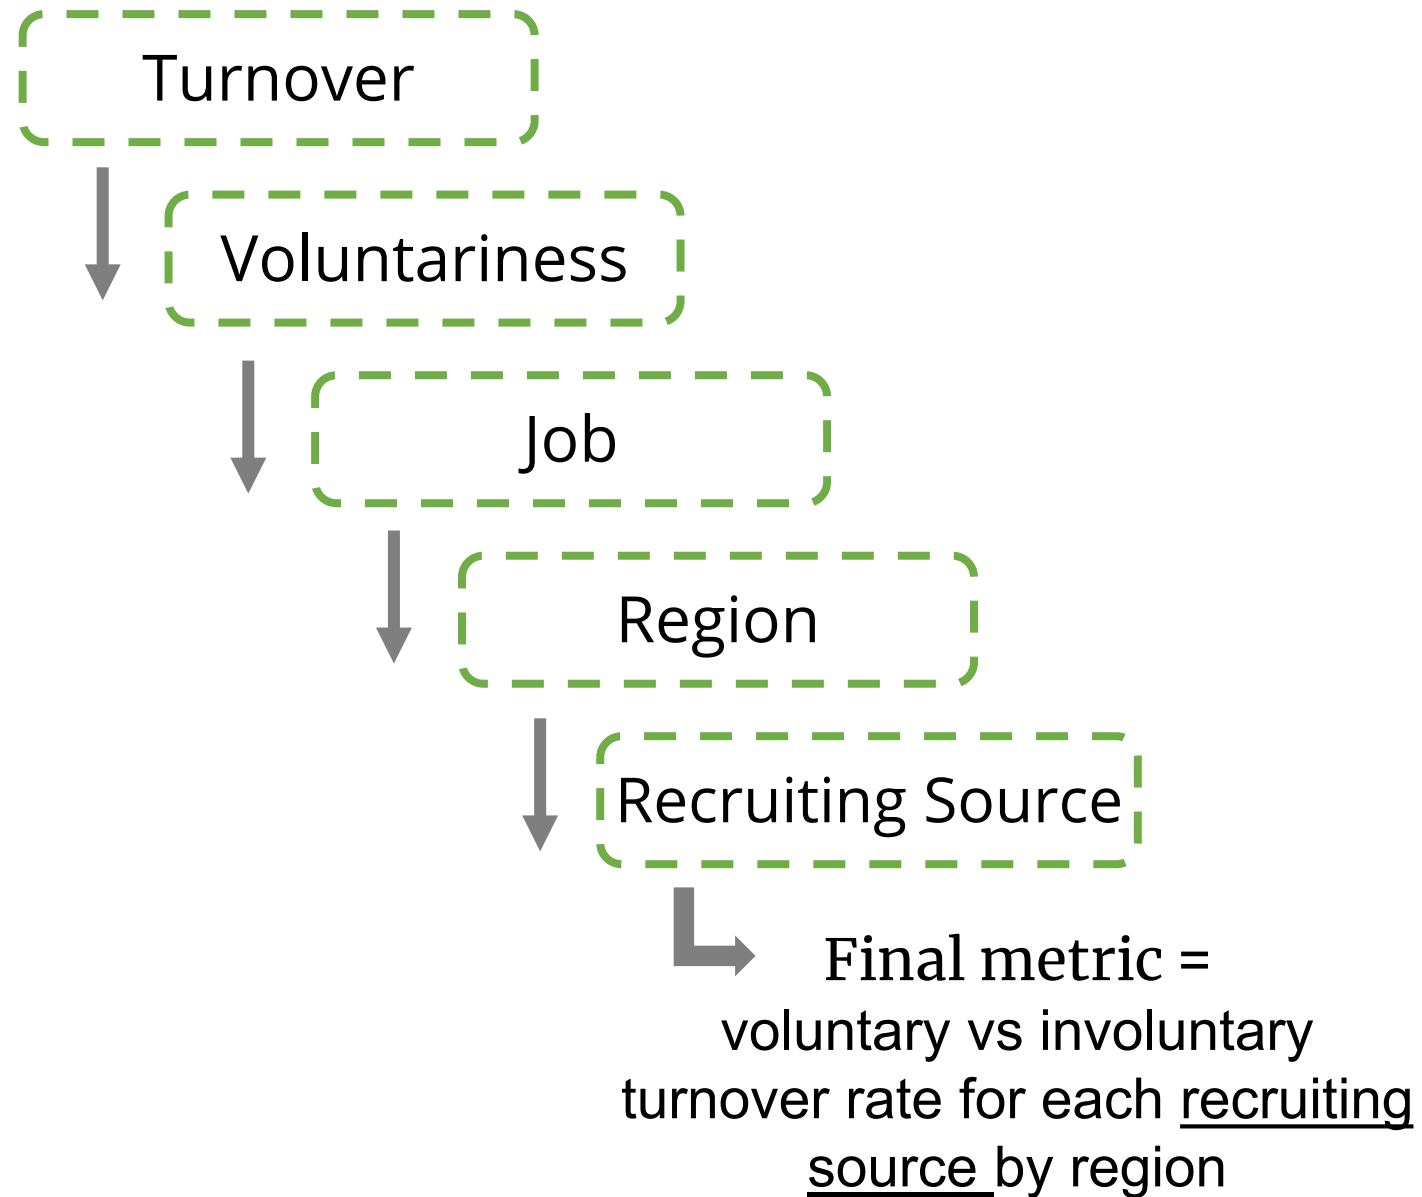 Turnover
Voluntariness
Job
Region
Recruiting Source
Final metric =
voluntary vs involuntary
turnover rate for each recruiting
source by region